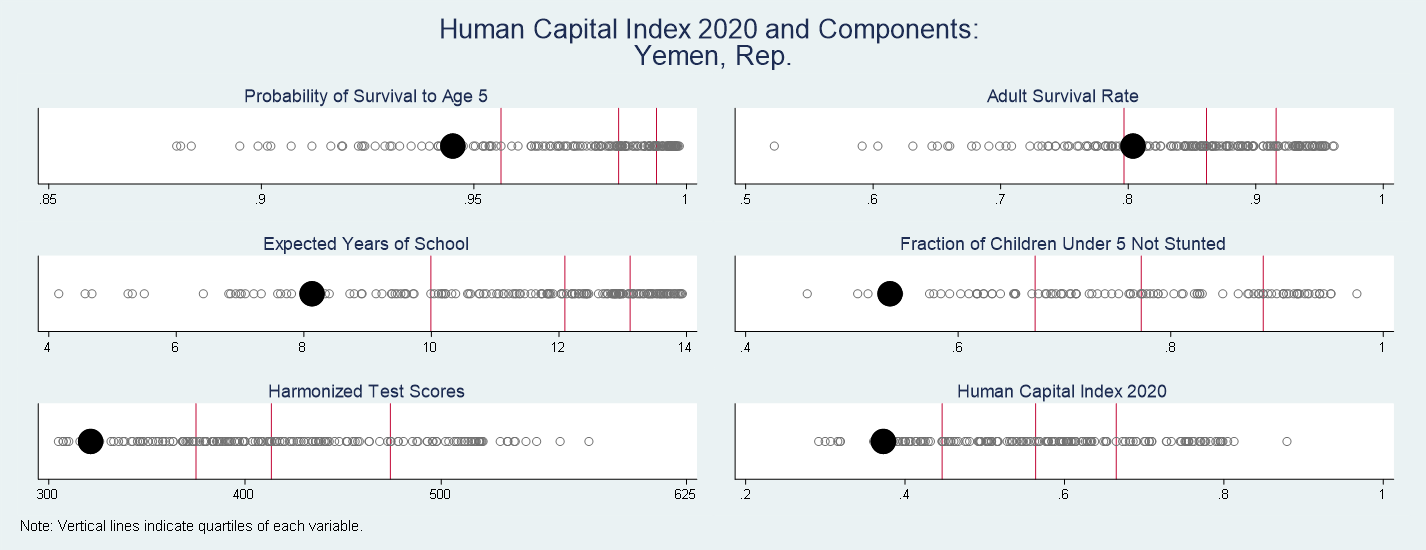 Human Capital Index 2020 and Components:
Yemen, Rep.
Probability of Survival to Age 5
.85 .9 .95 1
Adult Survival Rate
.5 .6 .7 .8 .9 1
Expected Years of School
4 6 8 10 12 14
Fraction of Children Under 5 Not Stunted
.4 .6 .8 1
Harmonized Test Scores
300 400 500 625
Human Capital Index 2020
.2 .4 .6 .8 1
Note: Vertical lines indicate quartiles of each variable.